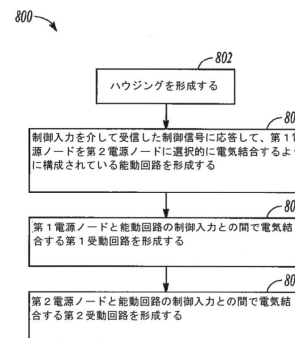 800
802
ハウジングを形成する
80
制御入力を介して受信した制御信号に応答して、第1電
源ノードを第2電源ノードに選択的に電気結合するよう
に構成されている能動回路を形成する
80
第1電源ノードと能動回路の制御入力との間で電気結
合する第1受動回路を形成する
80
第2電源ノードと能動回路の制御入力との間で電気結
合する第2受動回路を形成する